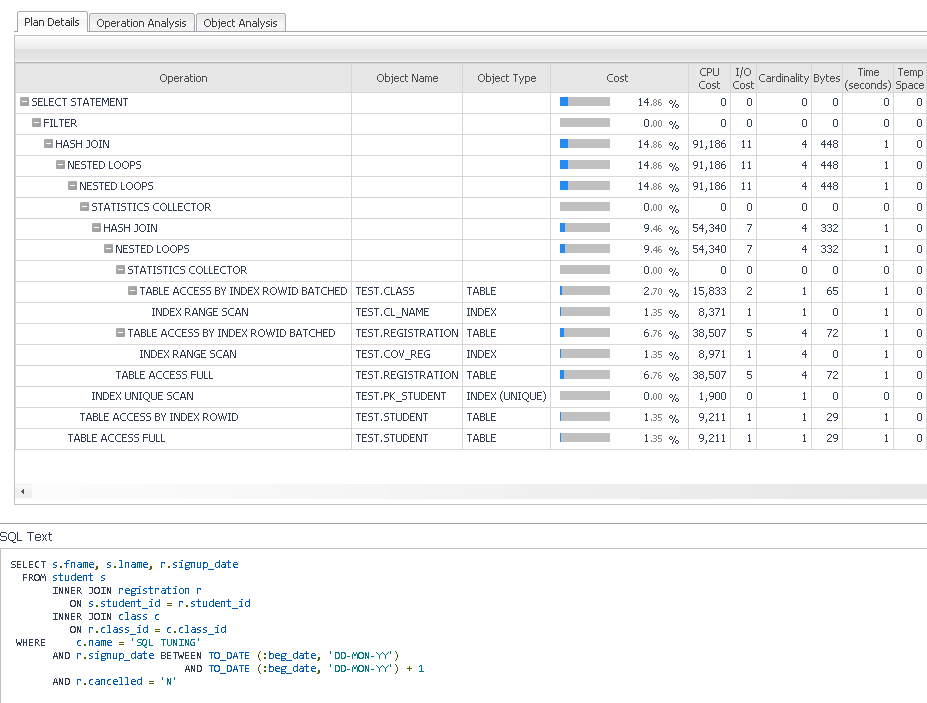 Plan Details Operation Analysis Object Analysis
Operation Object Name Object Type Cost CPU Cost I/O Cost Cardinality Bytes Time (seconds) Temp Space
SELECT STATEMENT 14.86 % 0 0 0 0 0 0
FILTER 0.00 % 0 0 0 0 0 0
HASH JOIN 14.86 % 91,186 11 4 448 1 0
NESTED LOOPS 14.86 % 91,186 11 4 448 1 0
NESTED LOOPS 14.86 % 91,186 11 4 448 1 0
STATISTICS COLLECTOR 0.00 % 0 0 0 0 0 0
HASH JOIN 9.46 % 54,340 7 4 332 1 0
NESTED LOOPS 9.46 % 54,340 7 4 332 1 0
STATISTICS COLLECTOR 0.00 % 0 0 0 0 0 0
TABLE ACCESS BY INDEX ROWID BATCHED TEST.CLASS TABLE 2.70 % 15,833 2 1 65 1 0
INDEX RANGE SCAN TEST.CL_NAME INDEX 1.35 % 8,371 1 1 0 1 0
TABLE ACCESS BY INDEX ROWID BATCHED TEST.REGISTRATION TABLE 6.76 % 38,507 5 4 72 1 0
INDEX RANGE SCAN TEST.COV_REG INDEX 1.35 % 8,971 1 4 0 1 0
TABLE ACCESS FULL TEST.REGISTRATION TABLE 6.76 % 38,507 5 4 72 1 0
INDEX UNIQUE SCAN TEST.PK_STUDENT INDEX (UNIQUE) 0.00 % 1,900 0 1 0 0 0
TABLE ACCESS BY INDEX ROWID TEST.STUDENT TABLE 1.35 % 9,211 1 1 29 1 0
TABLE ACCESS FULL TEST.STUDENT TABLE 1.35 % 9,211 1 1 29 1 0
SQL Text
SELECT s.fname, s.lname, r.signup_date
FROM student s
INNER JOIN registration r
ON s.student_id = r.student_id
INNER JOIN class c
ON r.class_id = c.class_id
WHERE c.name = 'SQL TUNING'
AND r.signup_date BETWEEN TO_DATE (:beg_date, 'DD-MON-YY')
AND TO_DATE (:beg_date, 'DD-MON-YY') + 1
AND r.cancelled = 'N'